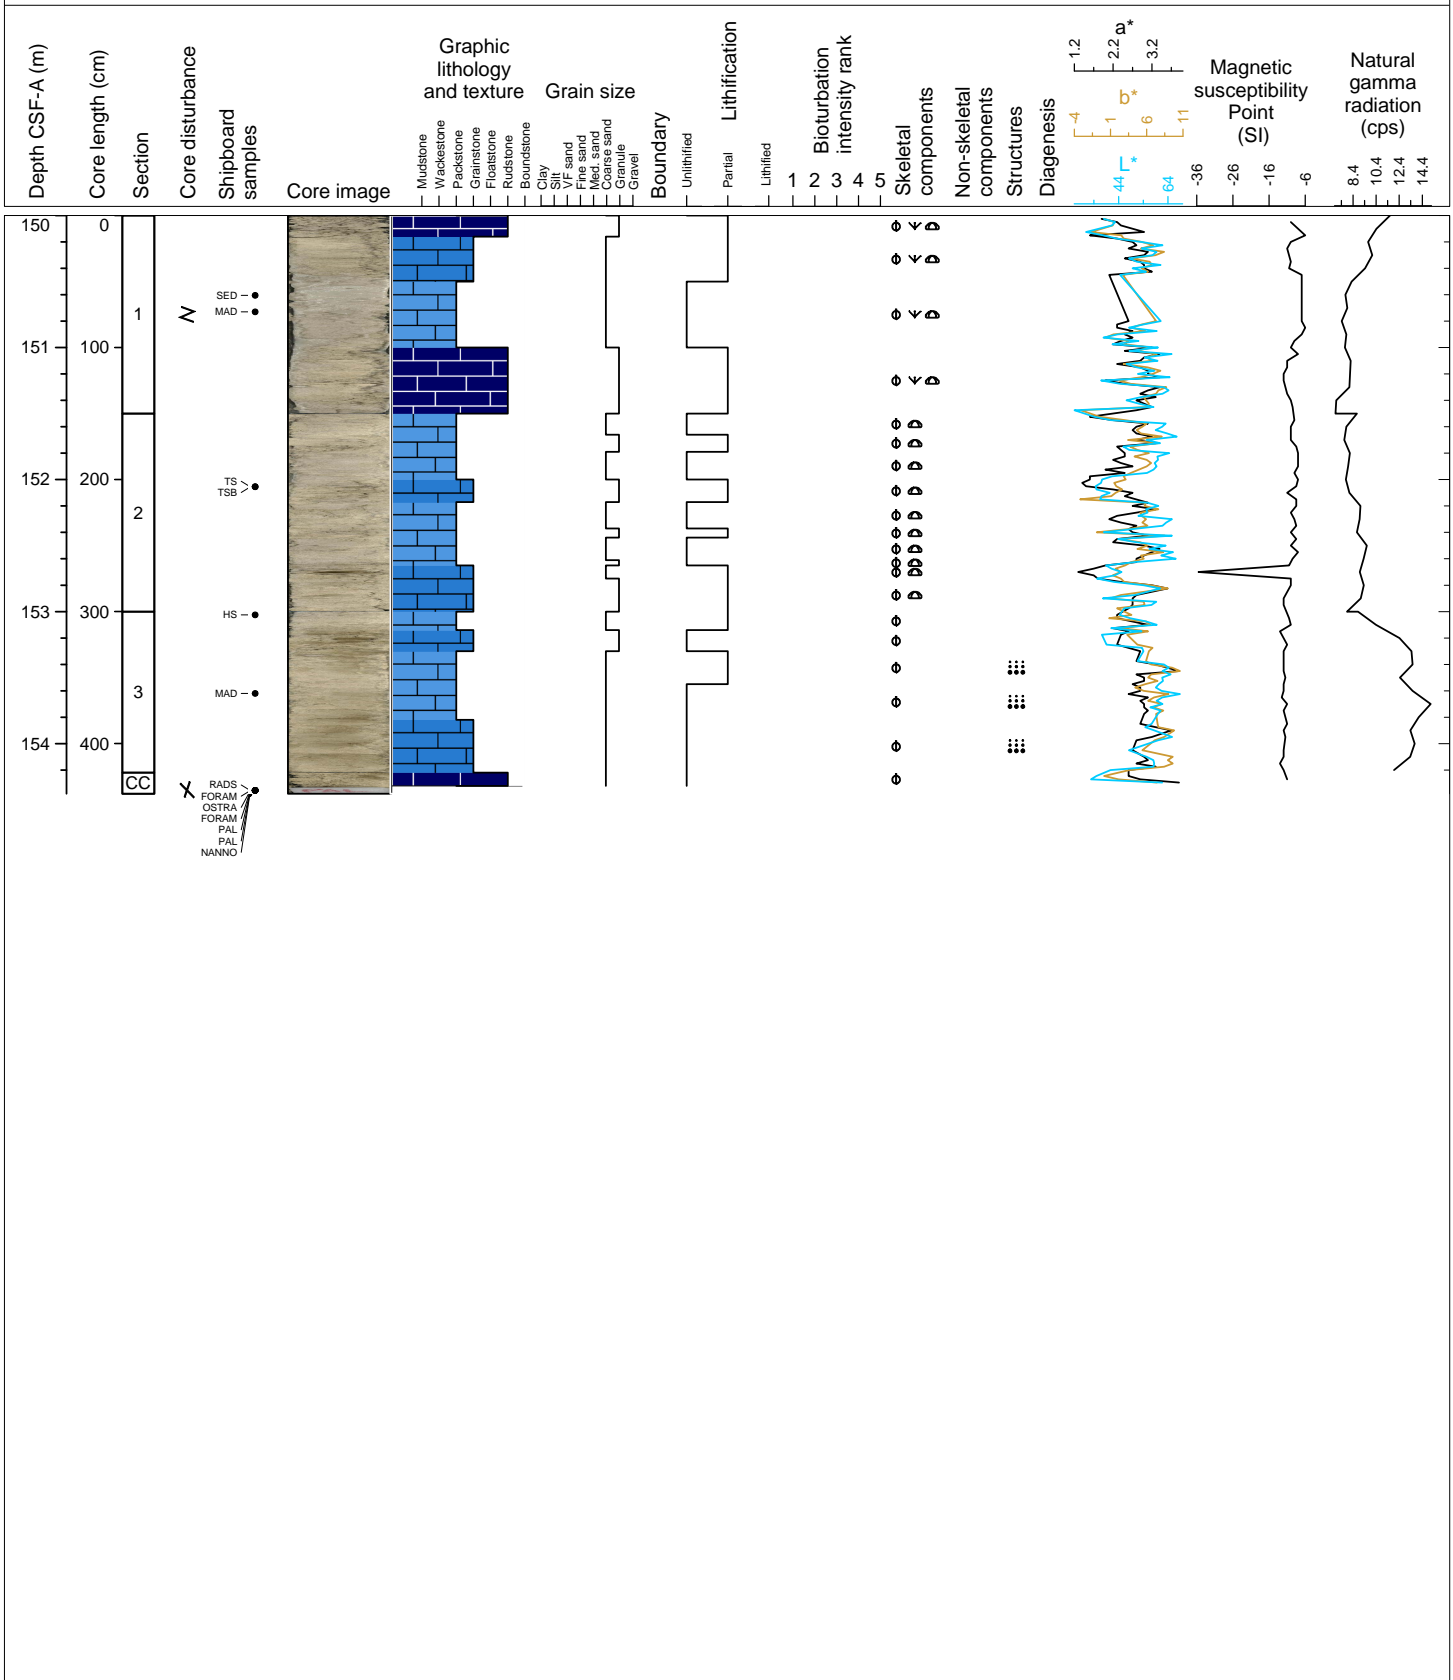 Depth CSF-A (m)
Core length (cm)
Section
Core disturbance
Shipboard
samples
Core image
Graphic
lithology
and texture
Mudstone
Wackestone
Packstone
Grainstone
Floatstone
Rudstone
Boundstone
Grain size
Clay
Silt
VF sand
Fine sand
Med. sand
Coarse sand
Granule
Gravel
Boundary
Lithification
Unlithified
Partial
Lithified
Bioturbation
intensity rank
1 2 3 4 5
Skeletal
components
Non-skeletal
components
Structures
Diagenesis
a*
1.2 2.2 3.2
b*
-4 1 6 11
L*
44 64
Magnetic
susceptibility
Point
(SI)
-36 -26 -16 -6
Natural
gamma
radiation
(cps)
8.4 10.4 12.4 14.4
150 0
SED
1 MAD
151 100
152 200
TS
TSB
2
153 300
HS
3 MAD
154 400
CC
RADS
FORAM
OSTRA
FORAM
PAL
PAL
NANNO